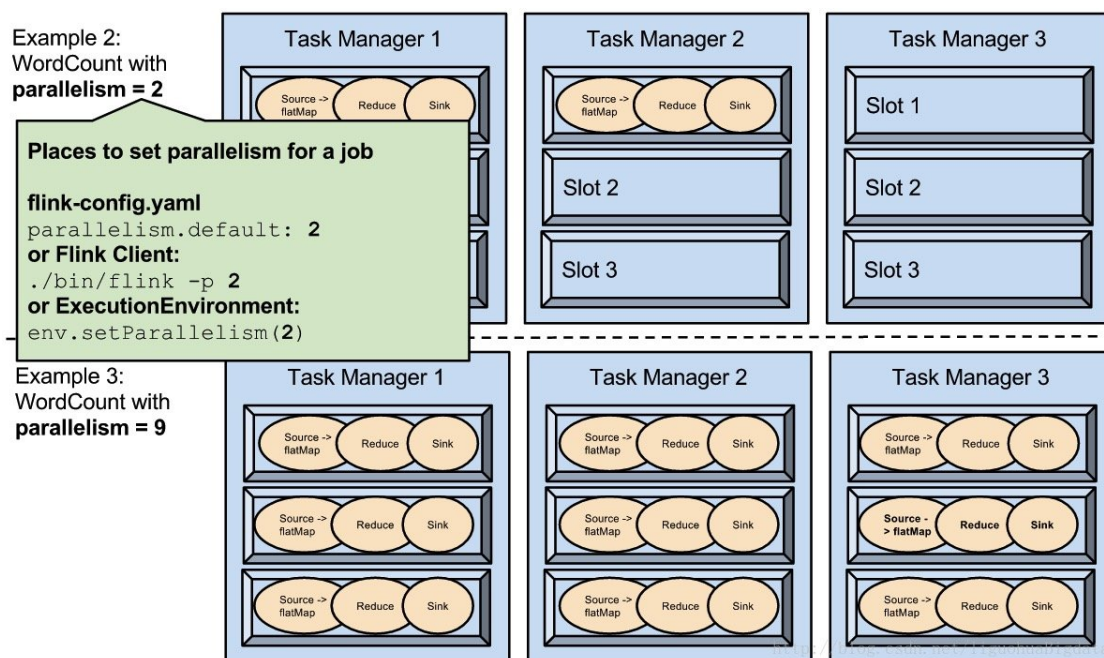 Example 2:
WordCount with
parallelism = 2
Task Manager 1
Source ->
flatMap
Reduce
Sink
Task Manager 2
Source ->
flatMap
Reduce
Sink
Slot 2
Slot 3
Task Manager 3
Slot 1
Slot 2
Slot 3
Places to set parallelism for a job
flink-config.yaml
parallelism.default: 2
or Flink Client:
./bin/flink -p 2
or ExecutionEnvironment:
env.setParallelism(2)
Example 3:
WordCount with
parallelism = 9
Task Manager 1
Source ->
flatMap
Reduce
Sink
Source ->
flatMap
Reduce
Sink
Source ->
flatMap
Reduce
Sink
Task Manager 2
Source ->
flatMap
Reduce
Sink
Source ->
flatMap
Reduce
Sink
Source ->
flatMap
Reduce
Sink
Task Manager 3
Source ->
flatMap
Reduce
Sink
Source -
> flatMap
Reduce
Sink
Source ->
flatMap
Reduce
Sink